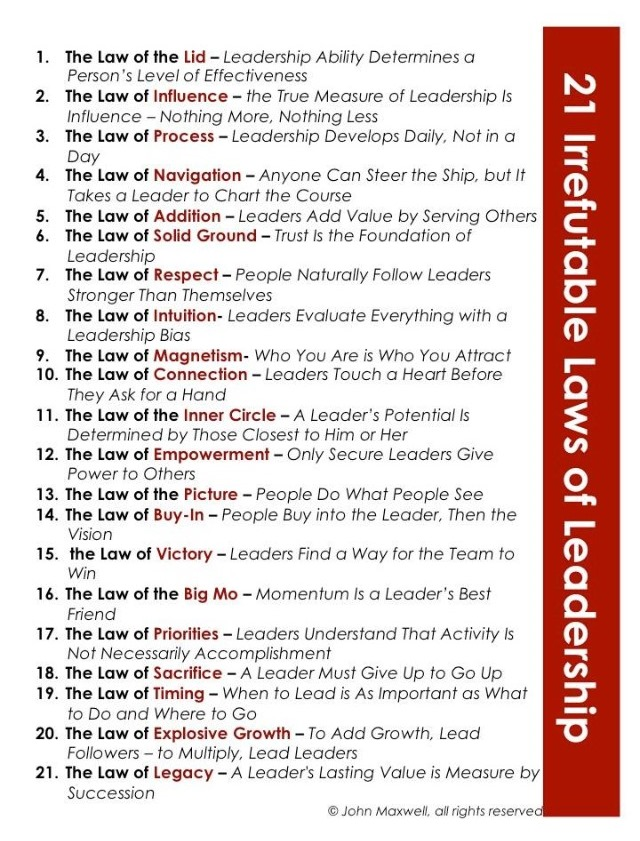 1. The Law of the Lid – Leadership Ability Determines a
Person's Level of Effectiveness
2. The Law of Influence – the True Measure of Leadership Is
Influence – Nothing More, Nothing Less
3. The Law of Process – Leadership Develops Daily, Not in a
Day
4. The Law of Navigation – Anyone Can Steer the Ship, but It
Takes a Leader to Chart the Course
5. The Law of Addition – Leaders Add Value by Serving Others
6. The Law of Solid Ground – Trust Is the Foundation of
Leadership
7. The Law of Respect – People Naturally Follow Leaders
Stronger Than Themselves
8. The Law of Intuition- Leaders Evaluate Everything with a
Leadership Bias
9. The Law of Magnetism- Who You Are is Who You Attract
10. The Law of Connection – Leaders Touch a Heart Before
They Ask for a Hand
11. The Law of the Inner Circle – A Leader's Potential Is
Determined by Those Closest to Him or Her
12. The Law of Empowerment – Only Secure Leaders Give
Power to Others
13. The Law of the Picture – People Do What People See
14. The Law of Buy-In – People Buy into the Leader, Then the
Vision
15. the Law of Victory – Leaders Find a Way for the Team to
Win
16. The Law of the Big Mo – Momentum Is a Leader's Best
Friend
17. The Law of Priorities – Leaders Understand That Activity Is
Not Necessarily Accomplishment
18. The Law of Sacrifice – A Leader Must Give Up to Go Up
19. The Law of Timing – When to Lead is As Important as What
to Do and Where to Go
20. The Law of Explosive Growth – To Add Growth, Lead
Followers – to Multiply, Lead Leaders
21. The Law of Legacy – A Leader's Lasting Value is Measure by
Succession
© John Maxwell, all rights reserved
21 Irrefutable Laws of Leadership